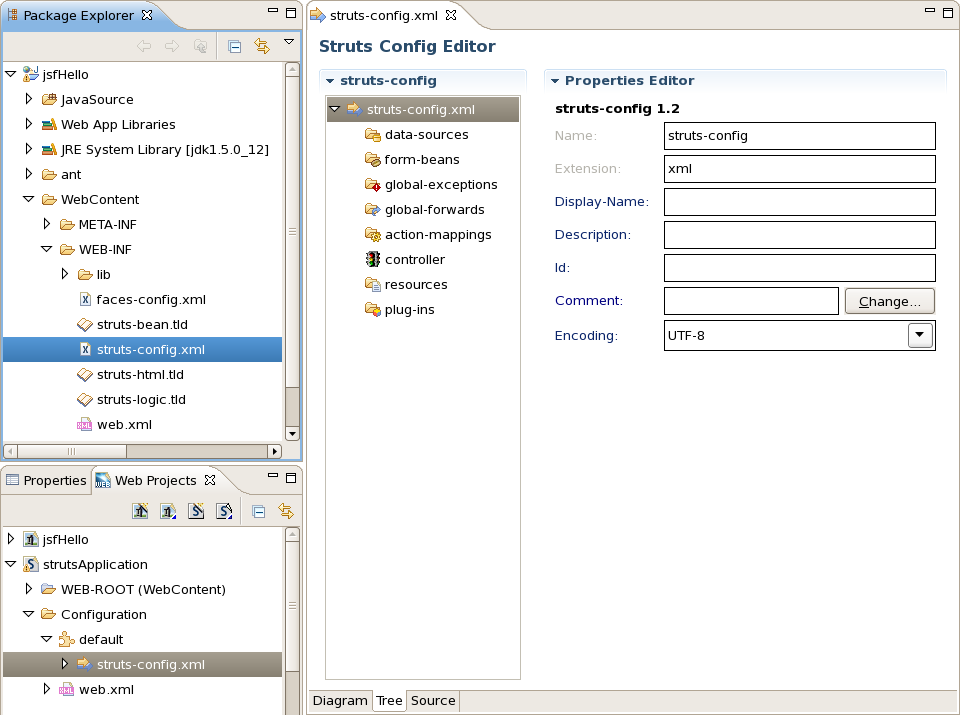 Package Explorer
jsfHello
JavaSource
Web App Libraries
JRE System Library [jdk1.5.0_12]
ant
WebContent
META-INF
WEB-INF
lib
faces-config.xml
struts-bean.tld
struts-config.xml
struts-html.tld
struts-logic.tld
web.xml
Properties
Web Projects
jsfHello
strutsApplication
WEB-ROOT (WebContent)
Configuration
default
struts-config.xml
web.xml
struts-config.xml
Struts Config Editor
struts-config
struts-config.xml
data-sources
form-beans
global-exceptions
global-forwards
action-mappings
controller
resources
plug-ins
Properties Editor
struts-config 1.2
Name: struts-config
Extension: xml
Display-Name:
Description:
Id:
Comment: Change...
Encoding: UTF-8
Diagram Tree Source